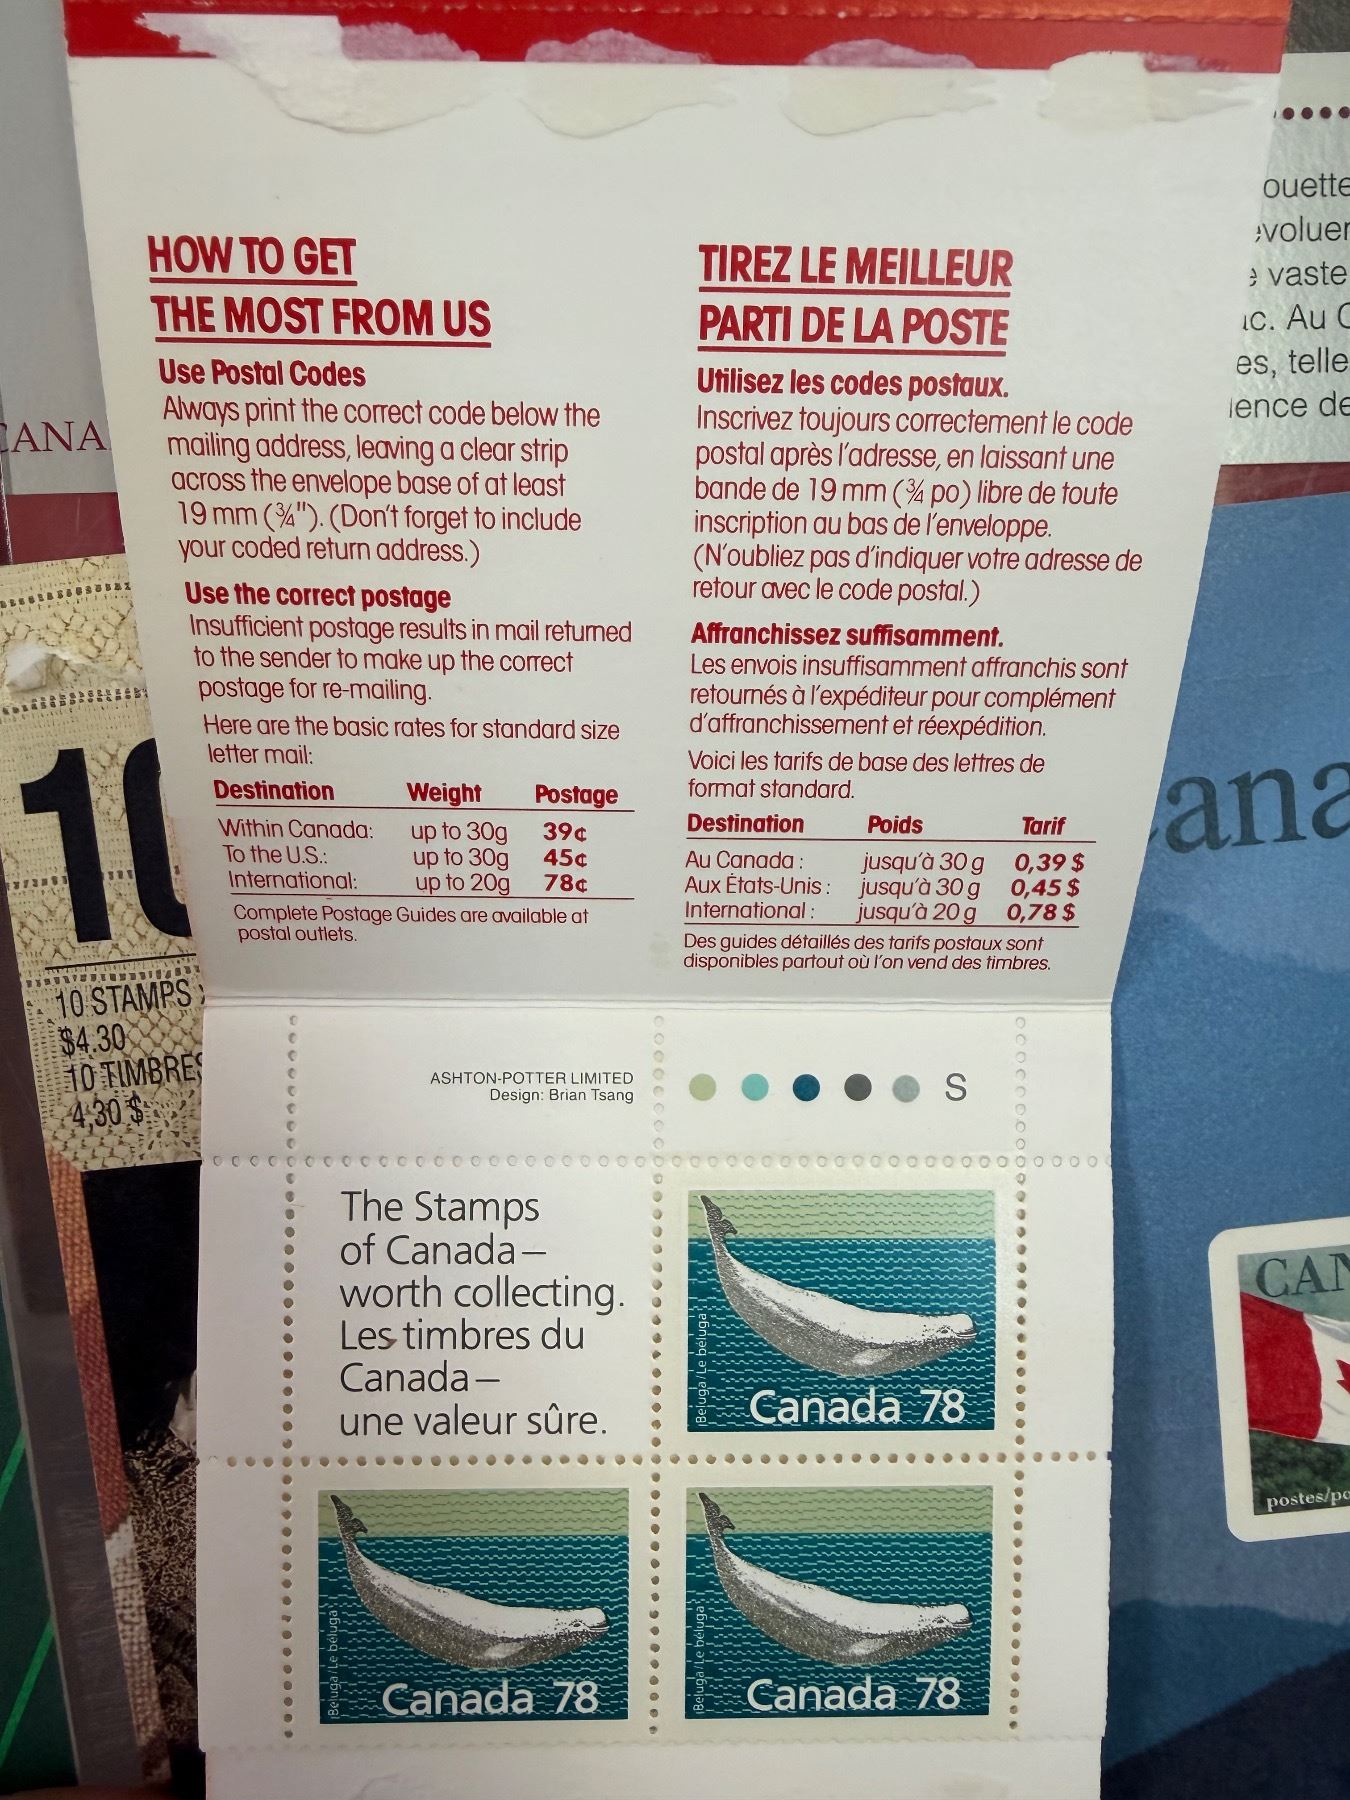 HOW TO GET
THE MOST FROM US
Use Postal Codes
Always print the correct code below the
mailing address, leaving a clear strip
across the envelope base of at least
19 mm (¾"). (Don't forget to include
your coded return address.)
Use the correct postage
Insufficient postage results in mail returned
to the sender to make up the correct
postage for re-mailing.
Here are the basic rates for standard size
letter mail:
Destination Weight Postage
Within Canada: up to 30g 39¢
To the U.S.: up to 30g 45¢
International: up to 20g 78¢
Complete Postage Guides are available at
postal outlets.
TIREZ LE MEILLEUR
PARTI DE LA POSTE
Utilisez les codes postaux.
Inscrivez toujours correctement le code
postal après l'adresse, en laissant une
bande de 19 mm (¾ po) libre de toute
inscription au bas de l'enveloppe.
(N'oubliez pas d'indiquer votre adresse de
retour avec le code postal.)
Affranchissez suffisamment.
Les envois insuffisamment affranchis sont
retournés à l'expéditeur pour complément
d'affranchissement et réexpédition.
Voici les tarifs de base des lettres de
format standard.
Destination Poids Tarif
Au Canada : jusqu'à 30 g 0,39 $
Aux États-Unis : jusqu'à 30 g 0,45 $
International : jusqu'à 20 g 0,78 $
Des guides détaillés des tarifs postaux sont
disponibles partout où l'on vend des timbres.
ASHTON-POTTER LIMITED
Design: Brian Tsang
S
The Stamps
of Canada—
worth collecting.
Les timbres du
Canada—
une valeur sûre.
Beluga/Le béluga
Canada 78
Beluga/Le béluga
Canada 78
Beluga/Le béluga
Canada 78
10
10 STAMPS
$4.30
10 TIMBRES
4,30 $
vaste
Au
postes/